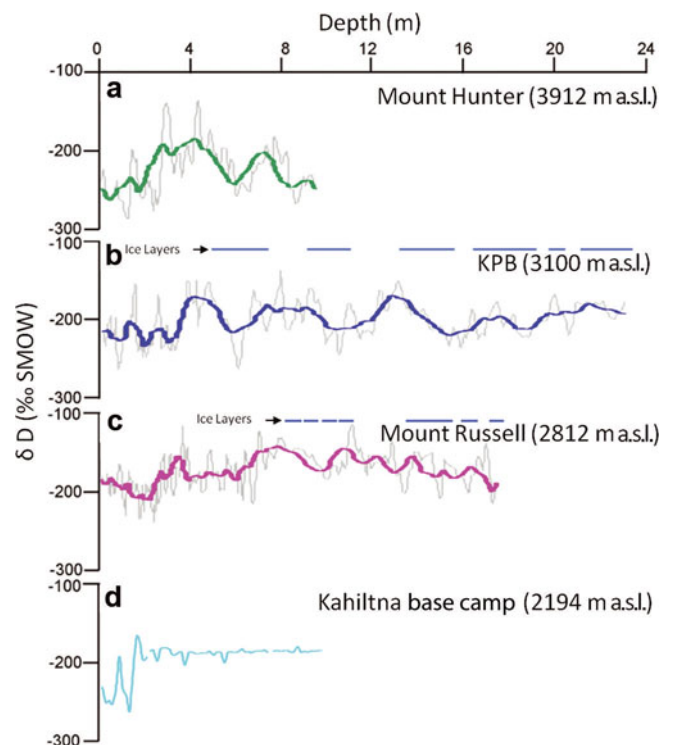 Depth (m)
0 4 8 12 16 20 24
-100
a
Mount Hunter (3912 m a.s.l.)
-200
-300
-100
b
Ice Layers
KPB (3100 m a.s.l.)
-200
-300
-100
c
Ice Layers
Mount Russell (2812 m a.s.l.)
-200
-300
-100
d
Kahiltna base camp (2194 m a.s.l.)
-200
-300
δ D (‰ SMOW)